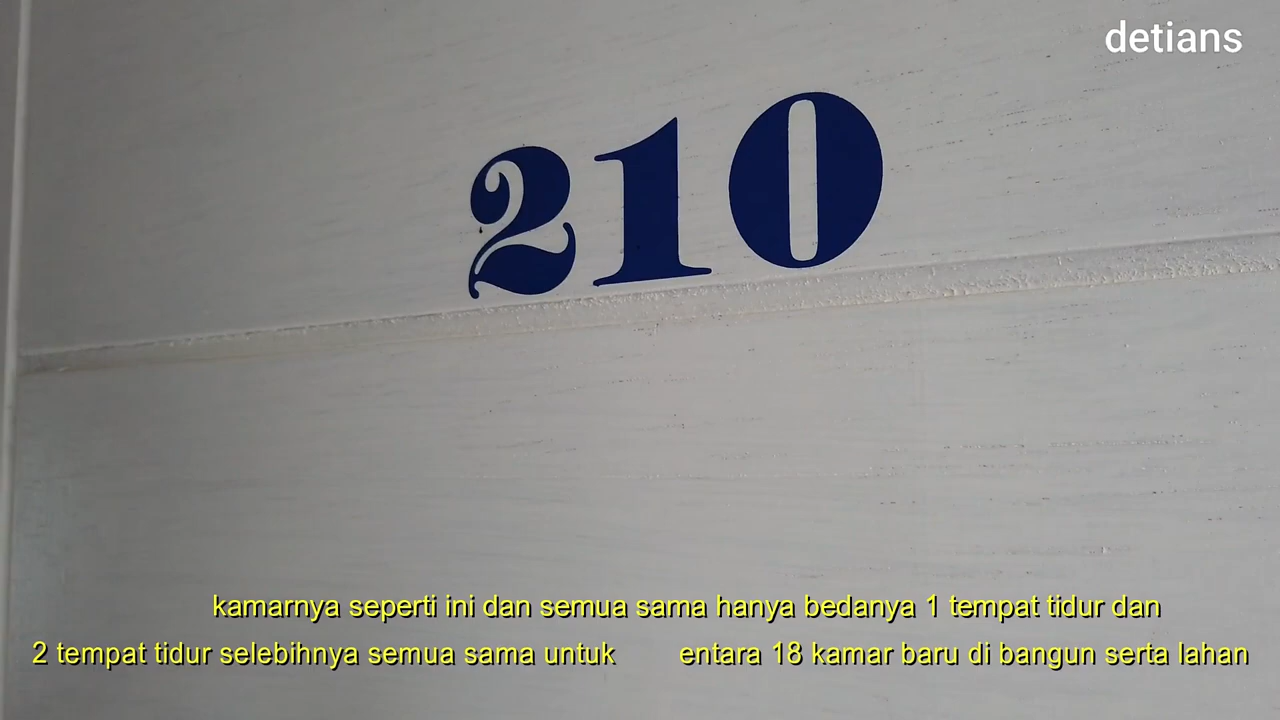 detians
210
kamarnya seperti ini dan semua sama hanya bedanya 1 tempat tidur dan
2 tempat tidur selebihnya semua sama untuk entara 18 kamar baru di bangun serta lahan